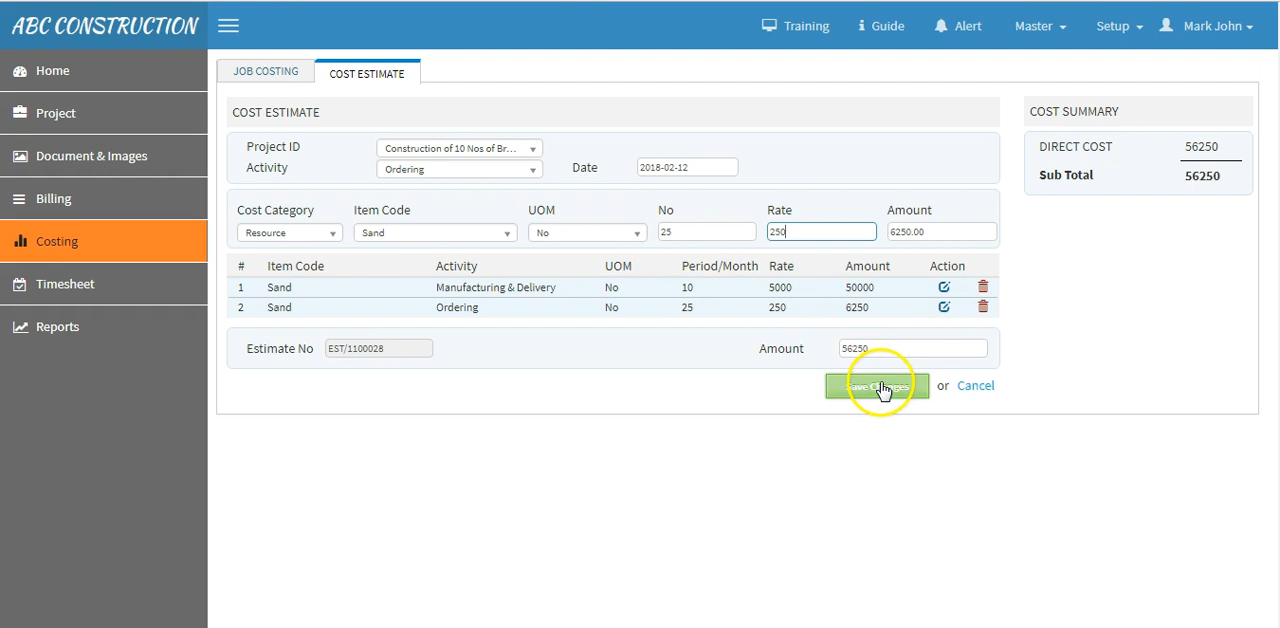 ABC CONSTRUCTION
Training Guide Alert Master Setup Mark John
Home
Project
Document & Images
Billing
Costing
Timesheet
Reports
JOB COSTING COST ESTIMATE
COST ESTIMATE
Project ID Construction of 10 Nos of Br...
Activity Ordering Date 2018-02-12
Cost Category Item Code UOM No Rate Amount
Resource Sand No 25 250 6250.00
# Item Code Activity UOM Period/Month Rate Amount Action
1 Sand Manufacturing & Delivery No 10 5000 50000
2 Sand Ordering No 25 250 6250
Estimate No EST/1100028 Amount 56250
Save Changes or Cancel
COST SUMMARY
DIRECT COST 56250
Sub Total 56250